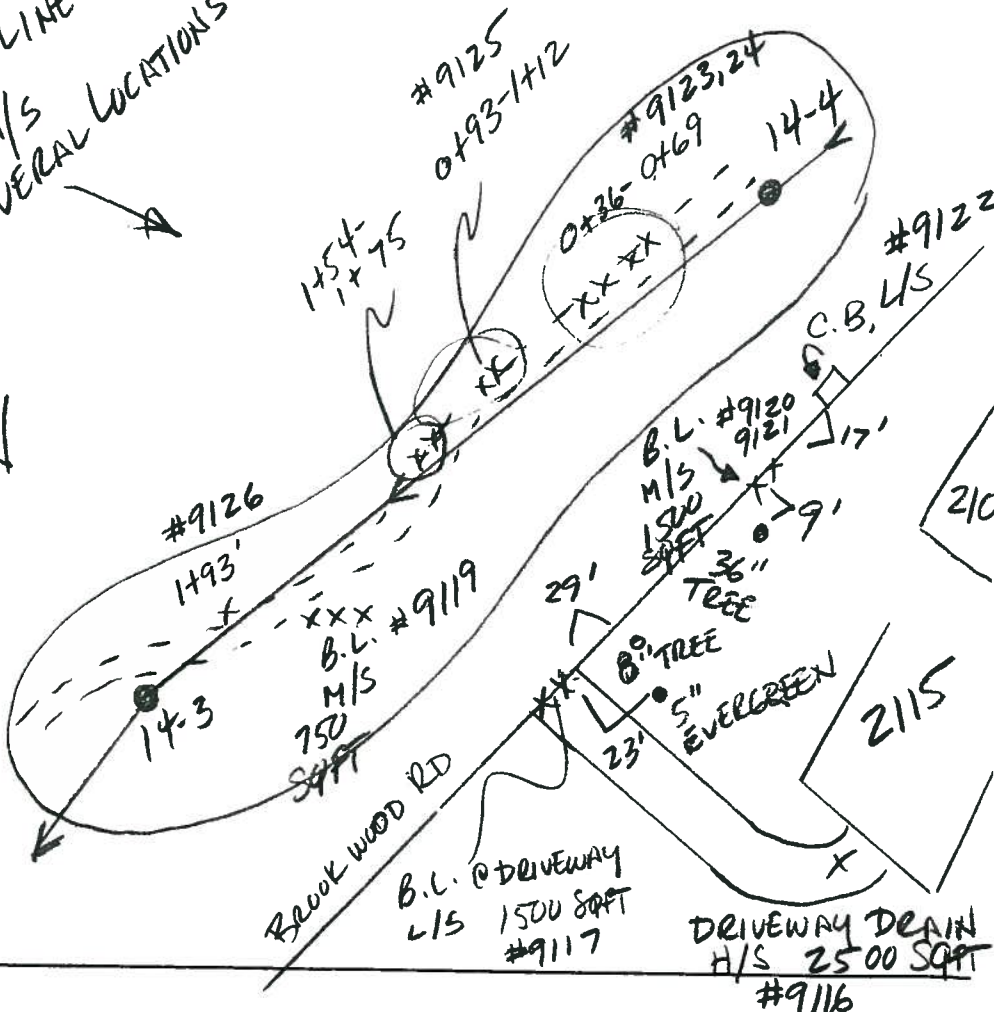 LINE
/S
VERAL LOCATIONS
#9125
0+93-1+12
#9123,24
0+36-0+69
14-4
1+54-
1+75
#9122
C.B. L/S
17'
B.L. #9120
9121
M/S
1500
SQFT
9'
36"
TREE
210
#9126
1+93'
XXX
B.L. #9119
M/S
750
SQFT
14-3
29'
8" TREE
5"
EVERGREEN
23'
2115
BROOKWOOD RD
B.L. @ DRIVEWAY
L/S 1500 SQFT
#9117
DRIVEWAY DRAIN
H/S 2500 SQFT
#9116